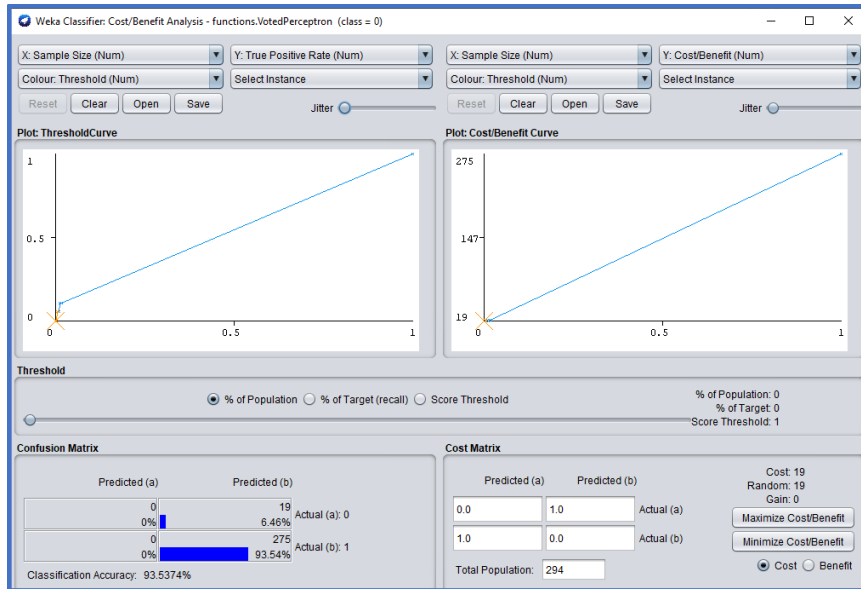 Weka Classifier: Cost/Benefit Analysis - functions.VotedPerceptron (class = 0)
X: Sample Size (Num) Y: True Positive Rate (Num) X: Sample Size (Num) Y: Cost/Benefit (Num)
Colour: Threshold (Num) Select Instance Colour: Threshold (Num) Select Instance
Reset Clear Open Save Jitter Reset Clear Open Save Jitter
Plot: ThresholdCurve Plot: Cost/Benefit Curve
1 275
0.5 147
0 19
0 0.5 1 0 0.5 1
Threshold
% of Population % of Target (recall) Score Threshold
% of Population: 0
% of Target: 0
Score Threshold: 1
Confusion Matrix
Predicted (a) Predicted (b)
0 19
0% 6.46%
Actual (a): 0
0 275
0% 93.54%
Actual (b): 1
Classification Accuracy: 93.5374%
Cost Matrix
Predicted (a) Predicted (b)
0.0 1.0 Actual (a)
1.0 0.0 Actual (b)
Total Population: 294
Cost: 19
Random: 19
Gain: 0
Maximize Cost/Benefit
Minimize Cost/Benefit
Cost Benefit